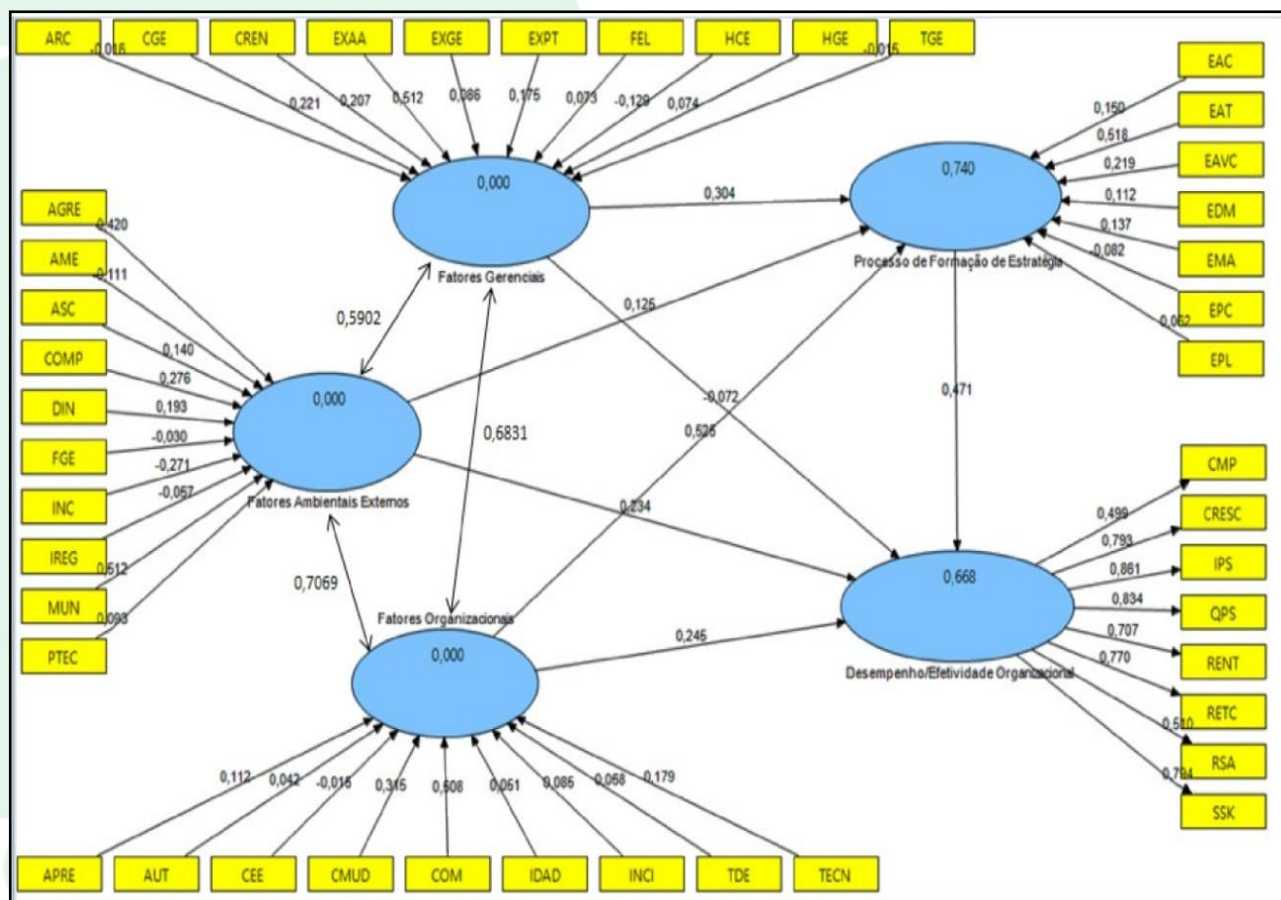 ARC CGE CREN EXAA EXGE EXPT FEL HCE HGE TGE
-0,016 0,221 0,207 0,512 0,086 0,175 0,073 -0,129 0,074 -0,015
0,000
Fatores Gerenciais
EAC
EAT
EAVC
EDM
EMA
EPC
EPL
0,150
0,518
0,219
0,112
0,137
-0,082
0,062
0,740
Processo de Formação de Estratégia
AGRE
AME
ASC
COMP
DIN
FGE
INC
IREG
MUN
PTEC
0,420
0,140
0,276
0,193
-0,030
-0,271
-0,067
0,512
0,093
0,000
Fatores Ambientais Externos
0,304
0,125
0,5902
0,6831
-0,072
0,525
0,471
0,234
0,7069
0,246
Fatores Organizacionais
0,000
0,112 0,042 -0,015 0,315 0,508 0,051 0,086 0,068 0,179
APRE AUT CEE CMUD COM IDAD INCI TDE TECN
0,668
Desempenho/Efetividade Organizacional
0,499
0,793
0,861
0,834
0,707
0,770
0,510
CMP
CRESC
IPS
QPS
RENT
RETC
RSA
SSK